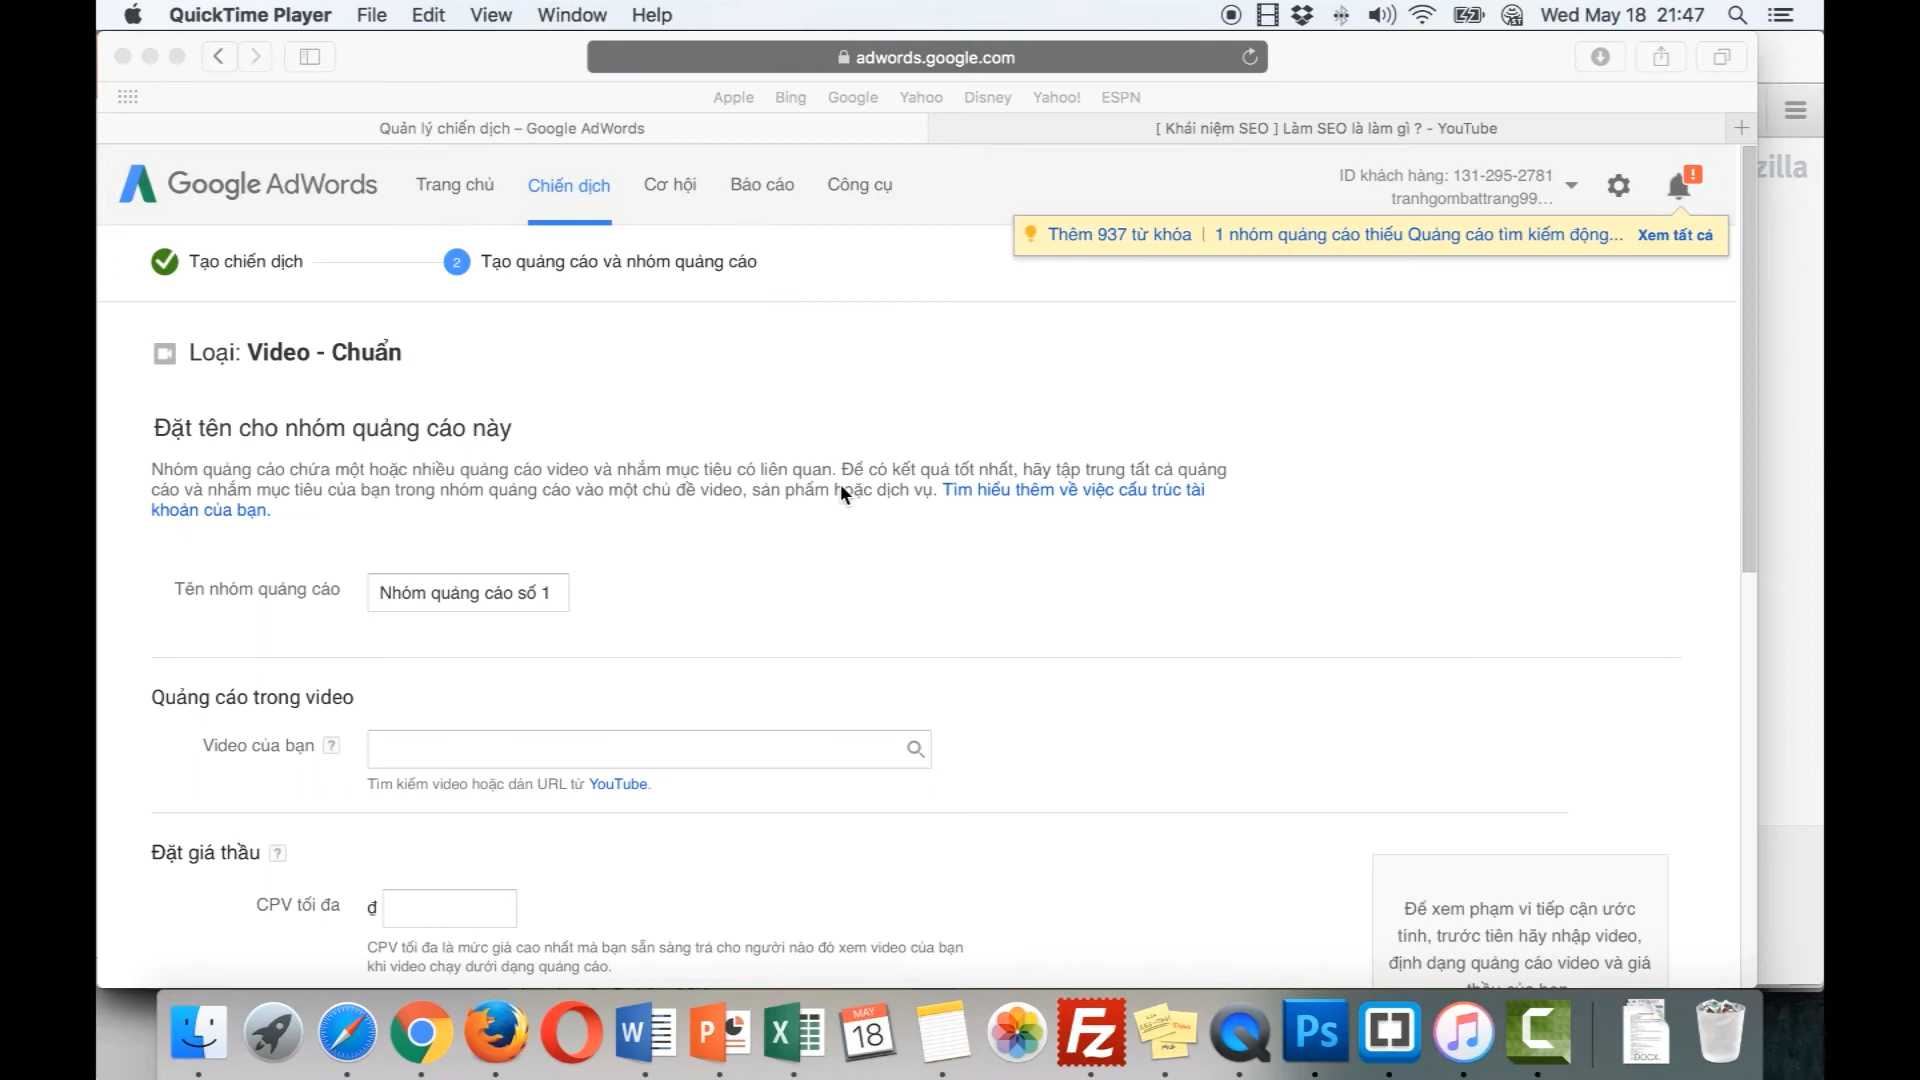 QuickTime Player File Edit View Window Help Wed May 18 21:47
adwords.google.com
Apple Bing Google Yahoo Disney Yahoo! ESPN
Quản lý chiến dịch – Google AdWords [ Khái niệm SEO ] Làm SEO là làm gì ? - YouTube
zilla
Google AdWords Trang chủ Chiến dịch Cơ hội Báo cáo Công cụ ID khách hàng: 131-295-2781
tranhgombattrang99...
Thêm 937 từ khóa | 1 nhóm quảng cáo thiếu Quảng cáo tìm kiếm động... Xem tất cả
Tạo chiến dịch 2 Tạo quảng cáo và nhóm quảng cáo
Loại: Video - Chuẩn
Đặt tên cho nhóm quảng cáo này
Nhóm quảng cáo chứa một hoặc nhiều quảng cáo video và nhắm mục tiêu có liên quan. Để có kết quả tốt nhất, hãy tập trung tất cả quảng
cáo và nhắm mục tiêu của bạn trong nhóm quảng cáo vào một chủ đề video, sản phẩm hoặc dịch vụ. Tìm hiểu thêm về việc cấu trúc tài
khoản của bạn.
Tên nhóm quảng cáo Nhóm quảng cáo số 1
Quảng cáo trong video
Video của bạn ?
Tìm kiếm video hoặc dán URL từ YouTube.
Đặt giá thầu ?
CPV tối đa ₫
CPV tối đa là mức giá cao nhất mà bạn sẵn sàng trả cho người nào đó xem video của bạn
khi video chạy dưới dạng quảng cáo.
Để xem phạm vi tiếp cận ước
tính, trước tiên hãy nhập video,
định dạng quảng cáo video và giá
thầu của bạn
MAY
18
W P X Fz Ps C
DOCX